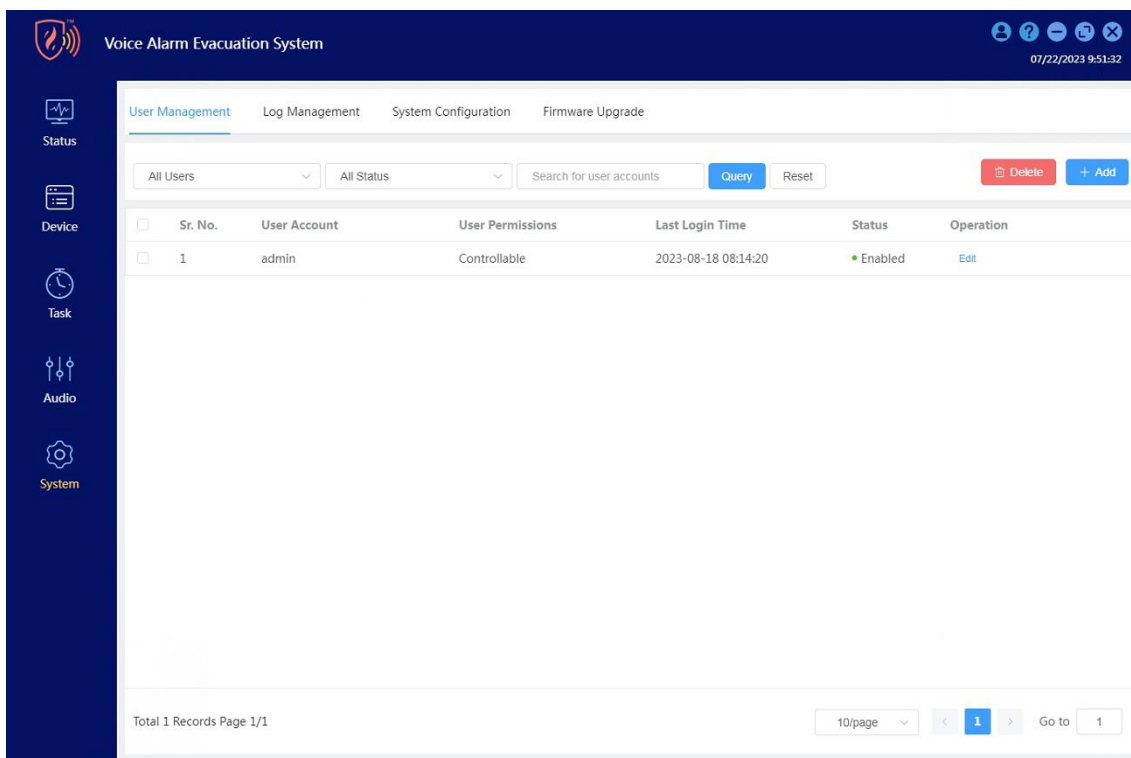 TM
Voice Alarm Evacuation System
07/22/2023 9:51:32
Status
Device
Task
Audio
System
User Management Log Management System Configuration Firmware Upgrade
All Users All Status Search for user accounts Query Reset Delete + Add
Sr. No. User Account User Permissions Last Login Time Status Operation
1 admin Controllable 2023-08-18 08:14:20 Enabled Edit
Total 1 Records Page 1/1 10/page < 1 > Go to 1